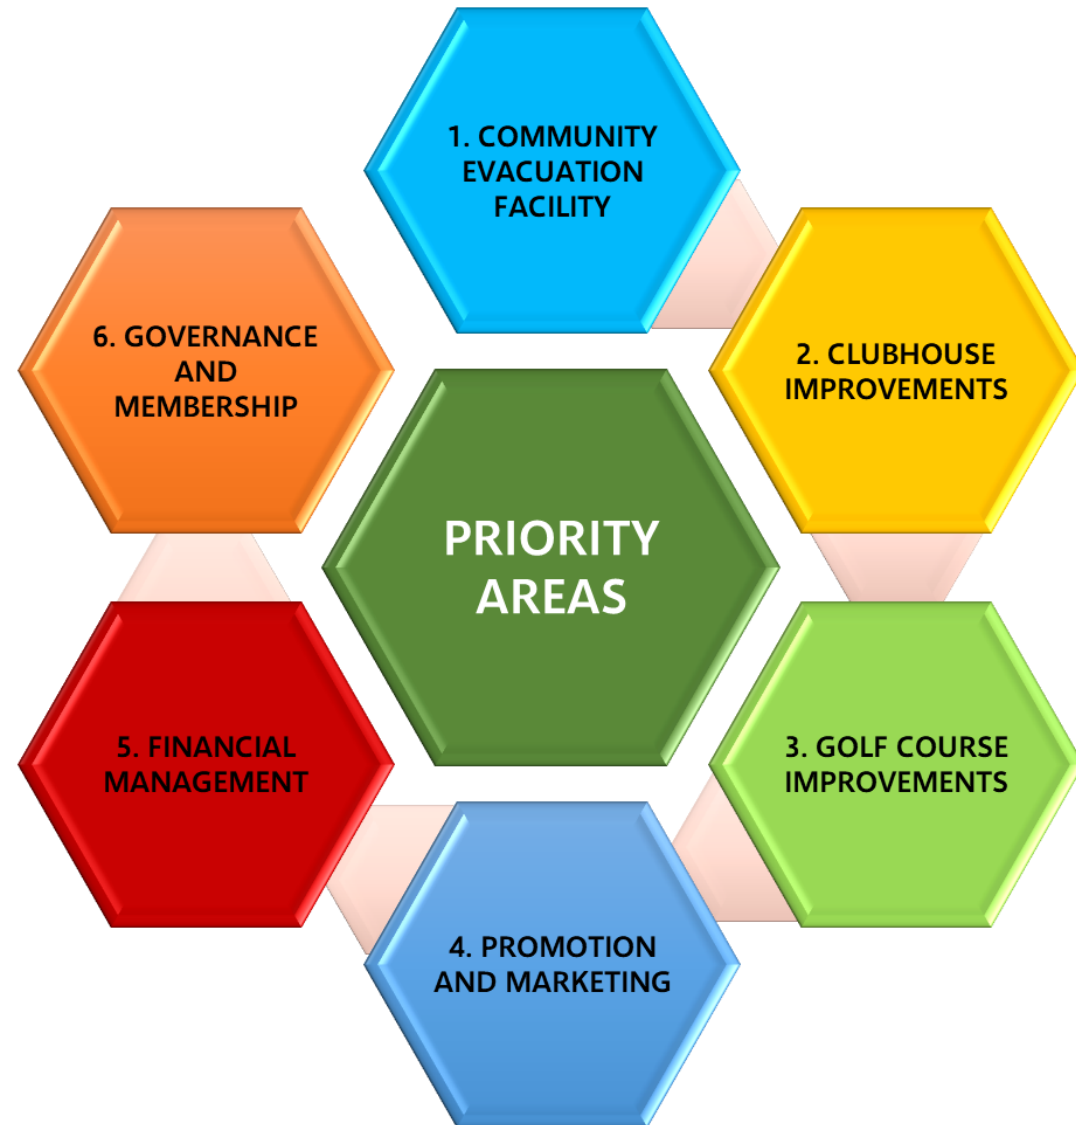 1. COMMUNITY
EVACUATION
FACILITY
2. CLUBHOUSE
IMPROVEMENTS
3. GOLF COURSE
IMPROVEMENTS
4. PROMOTION
AND MARKETING
5. FINANCIAL
MANAGEMENT
6. GOVERNANCE
AND
MEMBERSHIP
PRIORITY
AREAS